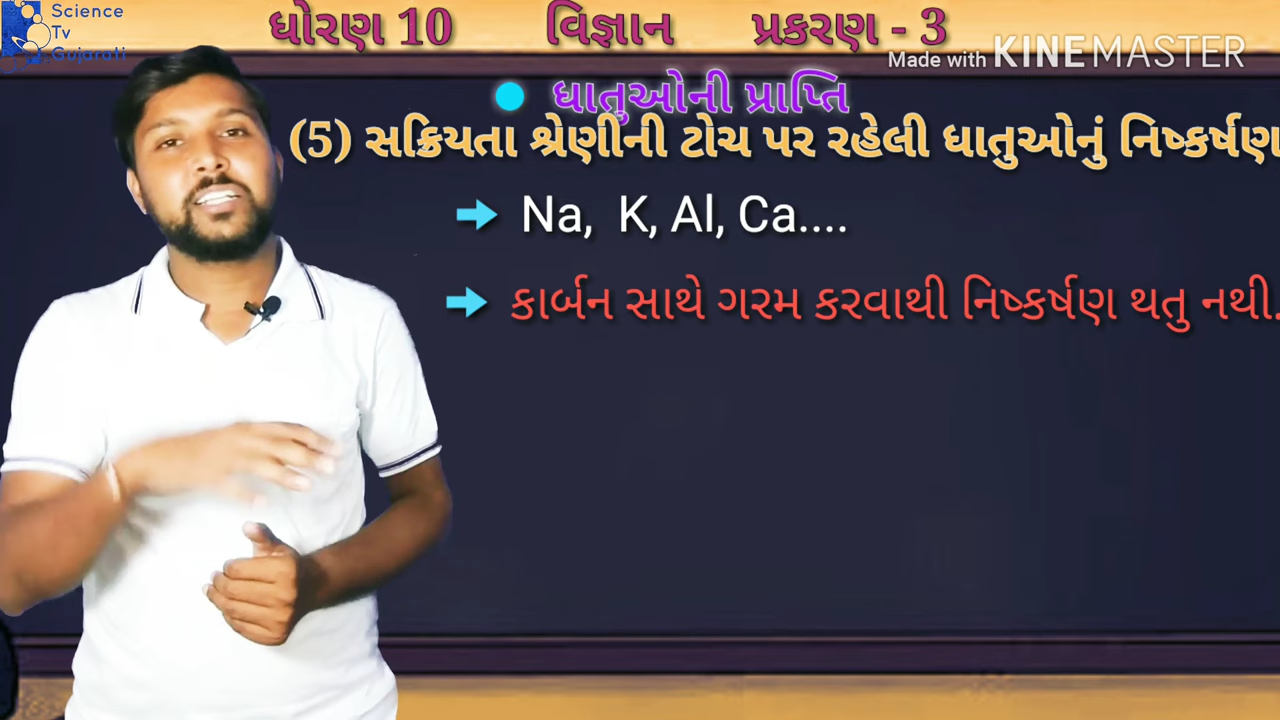 Science
Tv
Gujarati
ધોરણ 10 વિજ્ઞાન પ્રકરણ - 3
Made with KINEMASTER
ધાતુઓની પ્રાપ્તિ
(5) સક્રિયતા શ્રેણીની ટોચ પર રહેલી ધાતુઓનું નિષ્કર્ષણ
Na, K, Al, Ca....
કાર્બન સાથે ગરમ કરવાથી નિષ્કર્ષણ થતુ નથી.